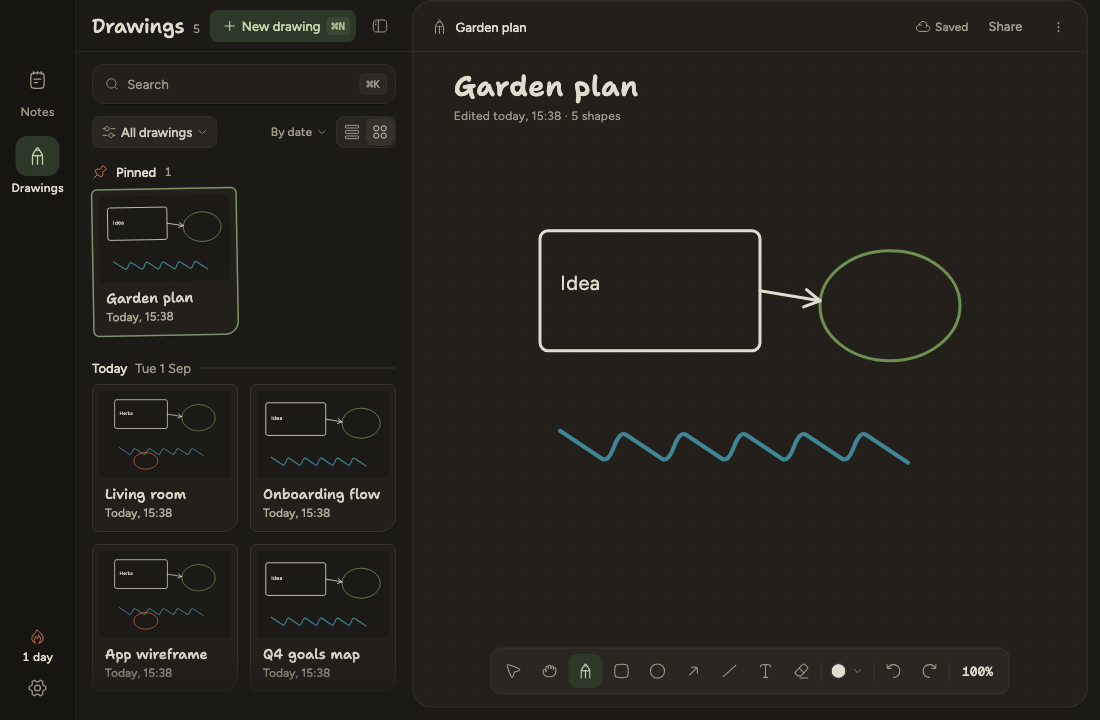 Drawings 5
New drawing ⌘N
Garden plan
Saved
Share
Search ⌘K
Notes
Drawings
All drawings
By date
Pinned 1
Idea
Garden plan
Today, 15:38
Today Tue 1 Sep
Herbs
Living room
Today, 15:38
Idea
Onboarding flow
Today, 15:38
Herbs
App wireframe
Today, 15:38
Idea
Q4 goals map
Today, 15:38
1 day
Garden plan
Edited today, 15:38 · 5 shapes
Idea
T
100%